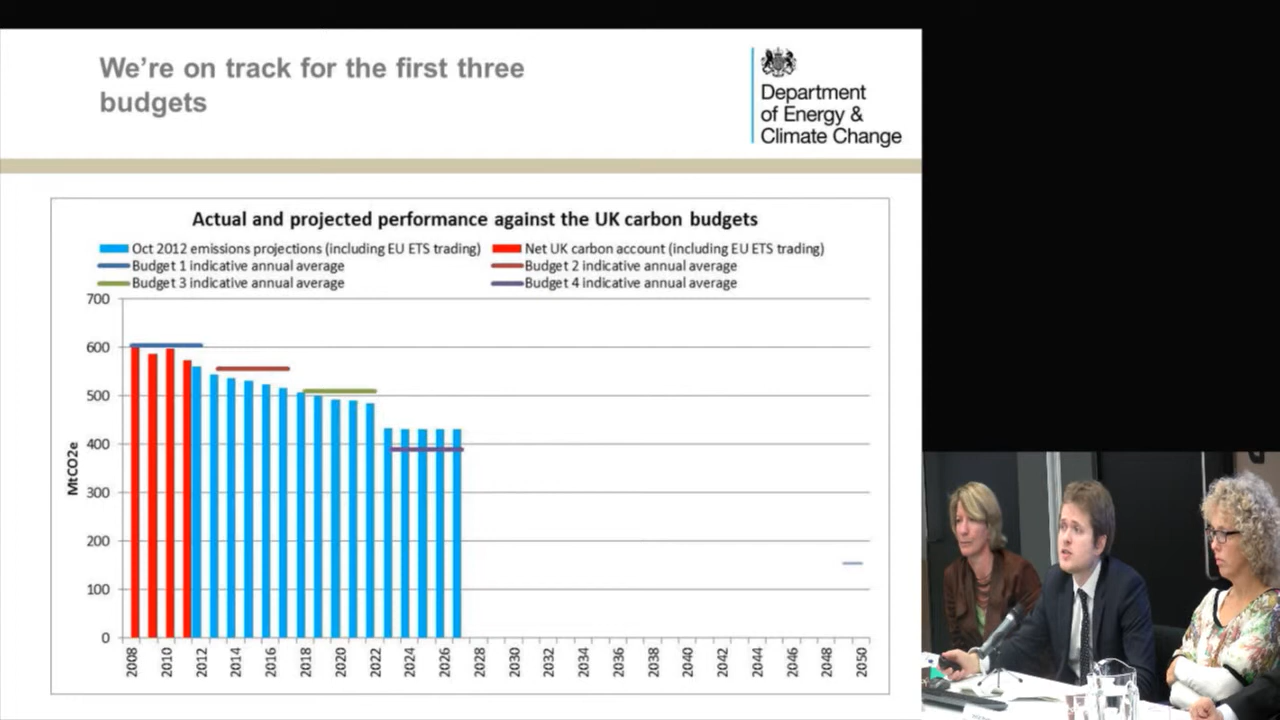 We're on track for the first three
budgets
Department
of Energy &
Climate Change
Actual and projected performance against the UK carbon budgets
Oct 2012 emissions projections (including EU ETS trading)
Net UK carbon account (including EU ETS trading)
Budget 1 indicative annual average
Budget 2 indicative annual average
Budget 3 indicative annual average
Budget 4 indicative annual average
MtCO2e
700
600
500
400
300
200
100
0
2008
2010
2012
2014
2016
2018
2020
2022
2024
2026
2028
2030
2032
2034
2036
2038
2040
2042
2044
2046
2048
2050